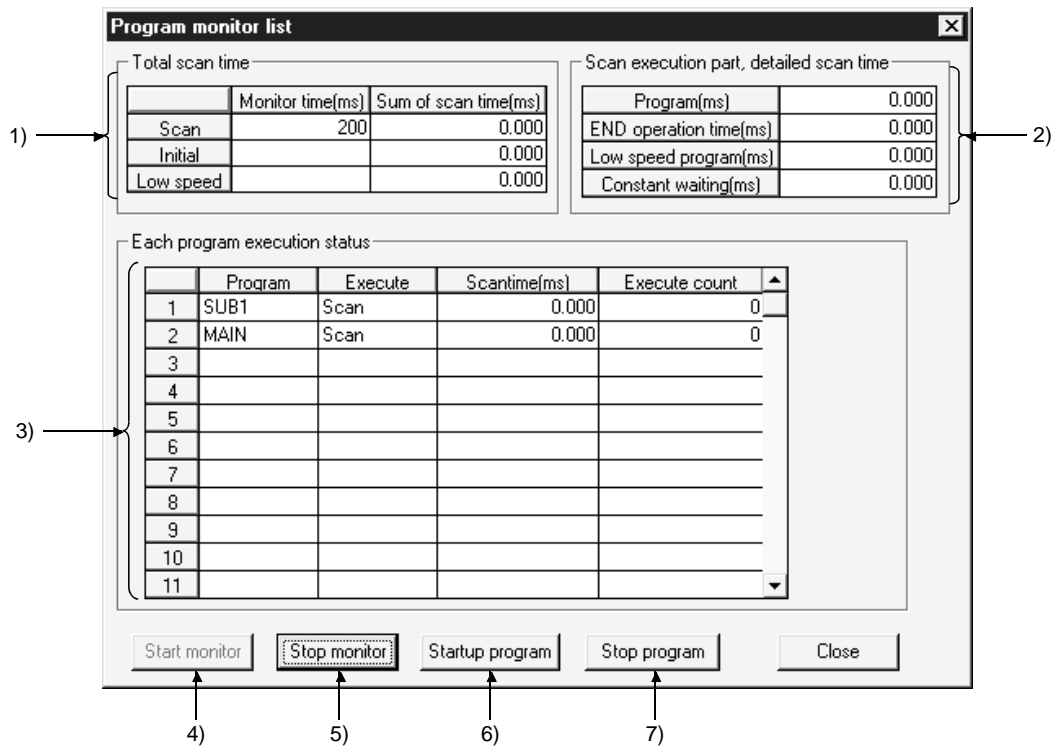 Program monitor list
Total scan time
Scan execution part, detailed scan time
Monitor time(ms) Sum of scan time(ms)
Scan 200 0.000
Initial 0.000
Low speed 0.000
Program(ms) 0.000
END operation time(ms) 0.000
Low speed program(ms) 0.000
Constant waiting(ms) 0.000
1)
2)
Each program execution status
Program Execute Scantime(ms) Execute count
1 SUB1 Scan 0.000 0
2 MAIN Scan 0.000 0
3
4
5
6
7
8
9
10
11
3)
Start monitor Stop monitor Startup program Stop program Close
4) 5) 6) 7)